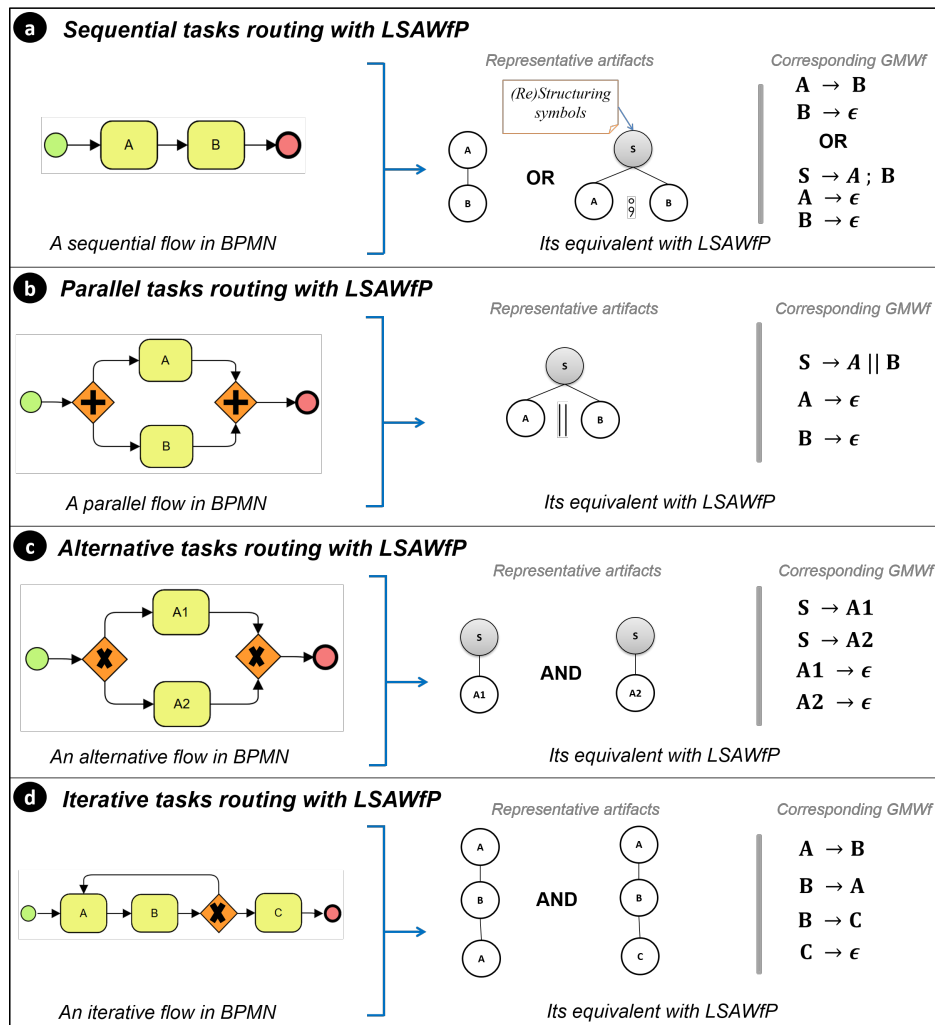 a Sequential tasks routing with LSAWfP
Representative artifacts
Corresponding GMWf
(Re)Structuring
symbols
A B
A
B
OR
S
A ; B
A → B
B → ϵ
OR
S → A ; B
A → ϵ
B → ϵ
A sequential flow in BPMN
Its equivalent with LSAWfP
b Parallel tasks routing with LSAWfP
Representative artifacts
Corresponding GMWf
A
B
S
A || B
S → A || B
A → ϵ
B → ϵ
A parallel flow in BPMN
Its equivalent with LSAWfP
c Alternative tasks routing with LSAWfP
Representative artifacts
Corresponding GMWf
A1
A2
S
A1
AND
S
A2
S → A1
S → A2
A1 → ϵ
A2 → ϵ
An alternative flow in BPMN
Its equivalent with LSAWfP
d Iterative tasks routing with LSAWfP
Representative artifacts
Corresponding GMWf
A B C
A
B
A
AND
A
B
C
A → B
B → A
B → C
C → ϵ
An iterative flow in BPMN
Its equivalent with LSAWfP